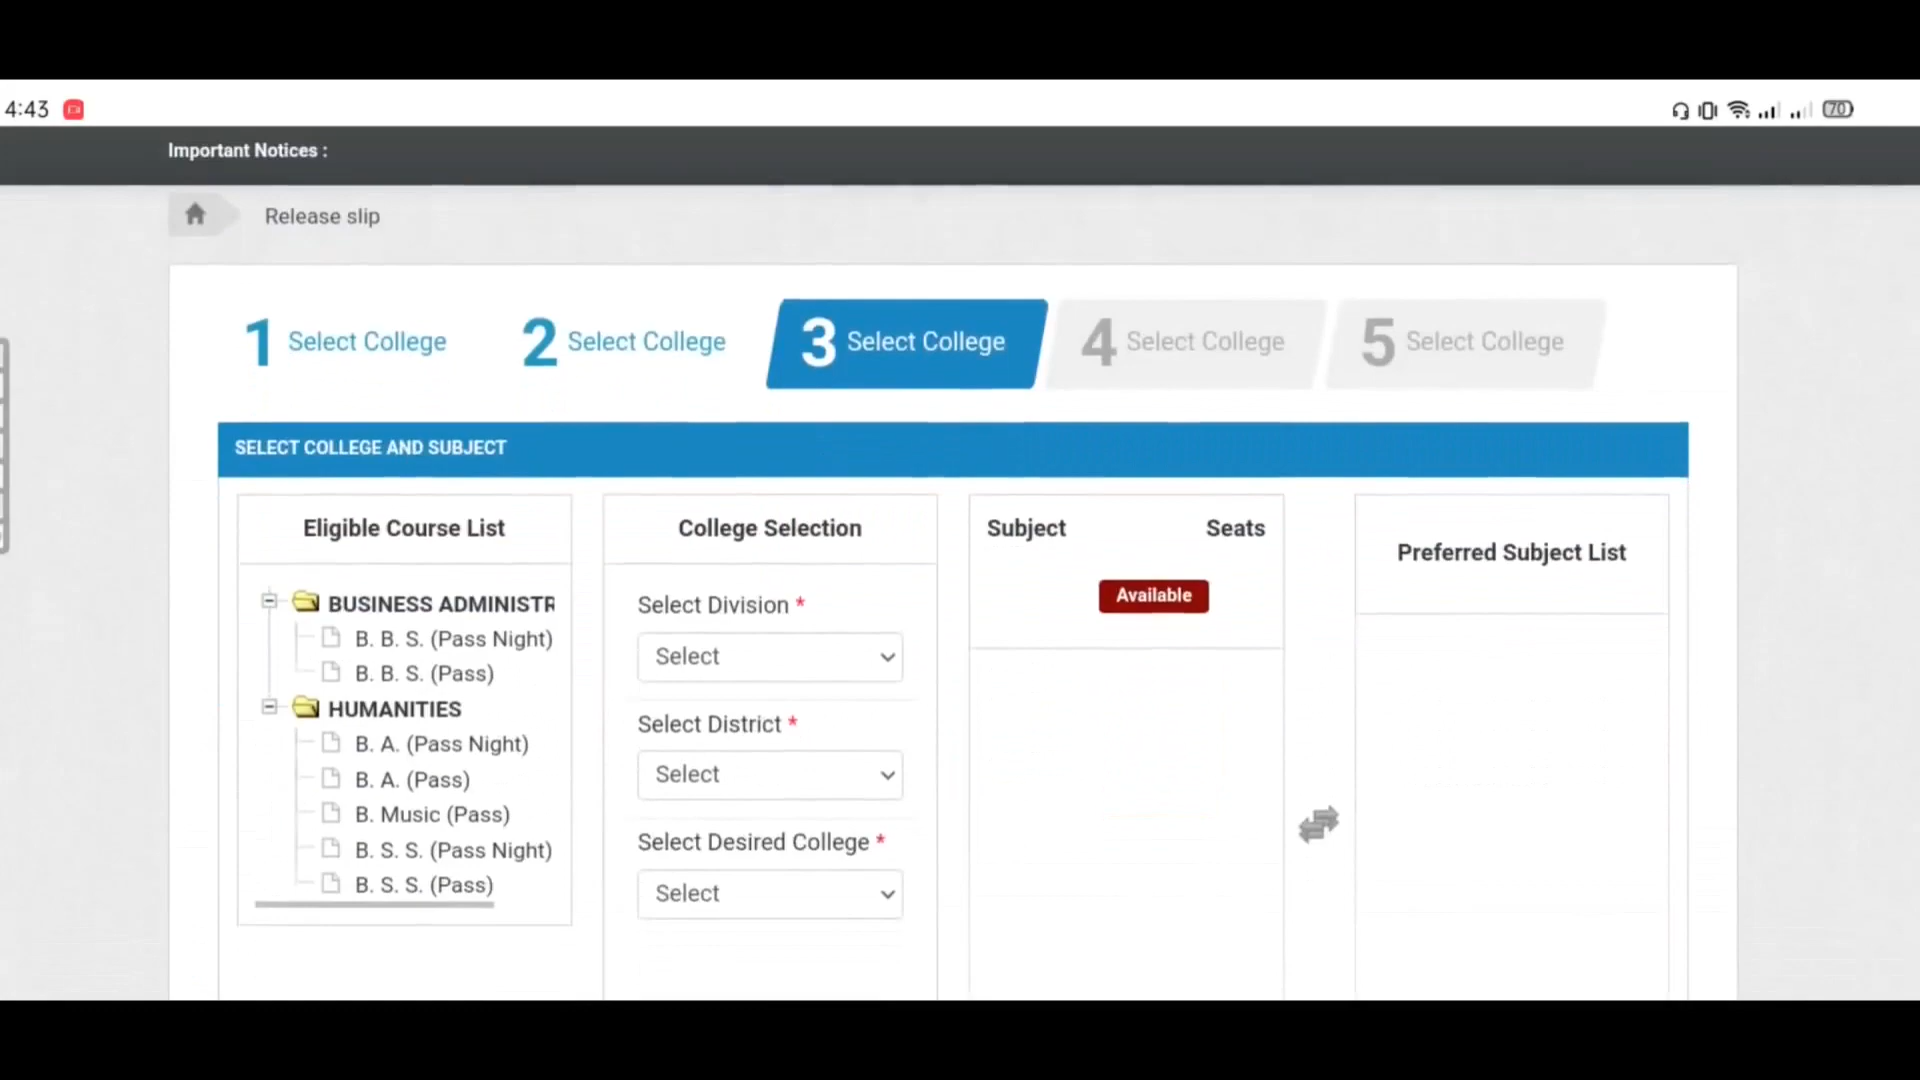 4:43
70
Important Notices :
Release slip
1 Select College
2 Select College
3 Select College
4 Select College
5 Select College
SELECT COLLEGE AND SUBJECT
Eligible Course List
BUSINESS ADMINISTR
B. B. S. (Pass Night)
B. B. S. (Pass)
HUMANITIES
B. A. (Pass Night)
B. A. (Pass)
B. Music (Pass)
B. S. S. (Pass Night)
B. S. S. (Pass)
College Selection
Select Division *
Select
Select District *
Select
Select Desired College *
Select
Subject Seats
Available
Preferred Subject List